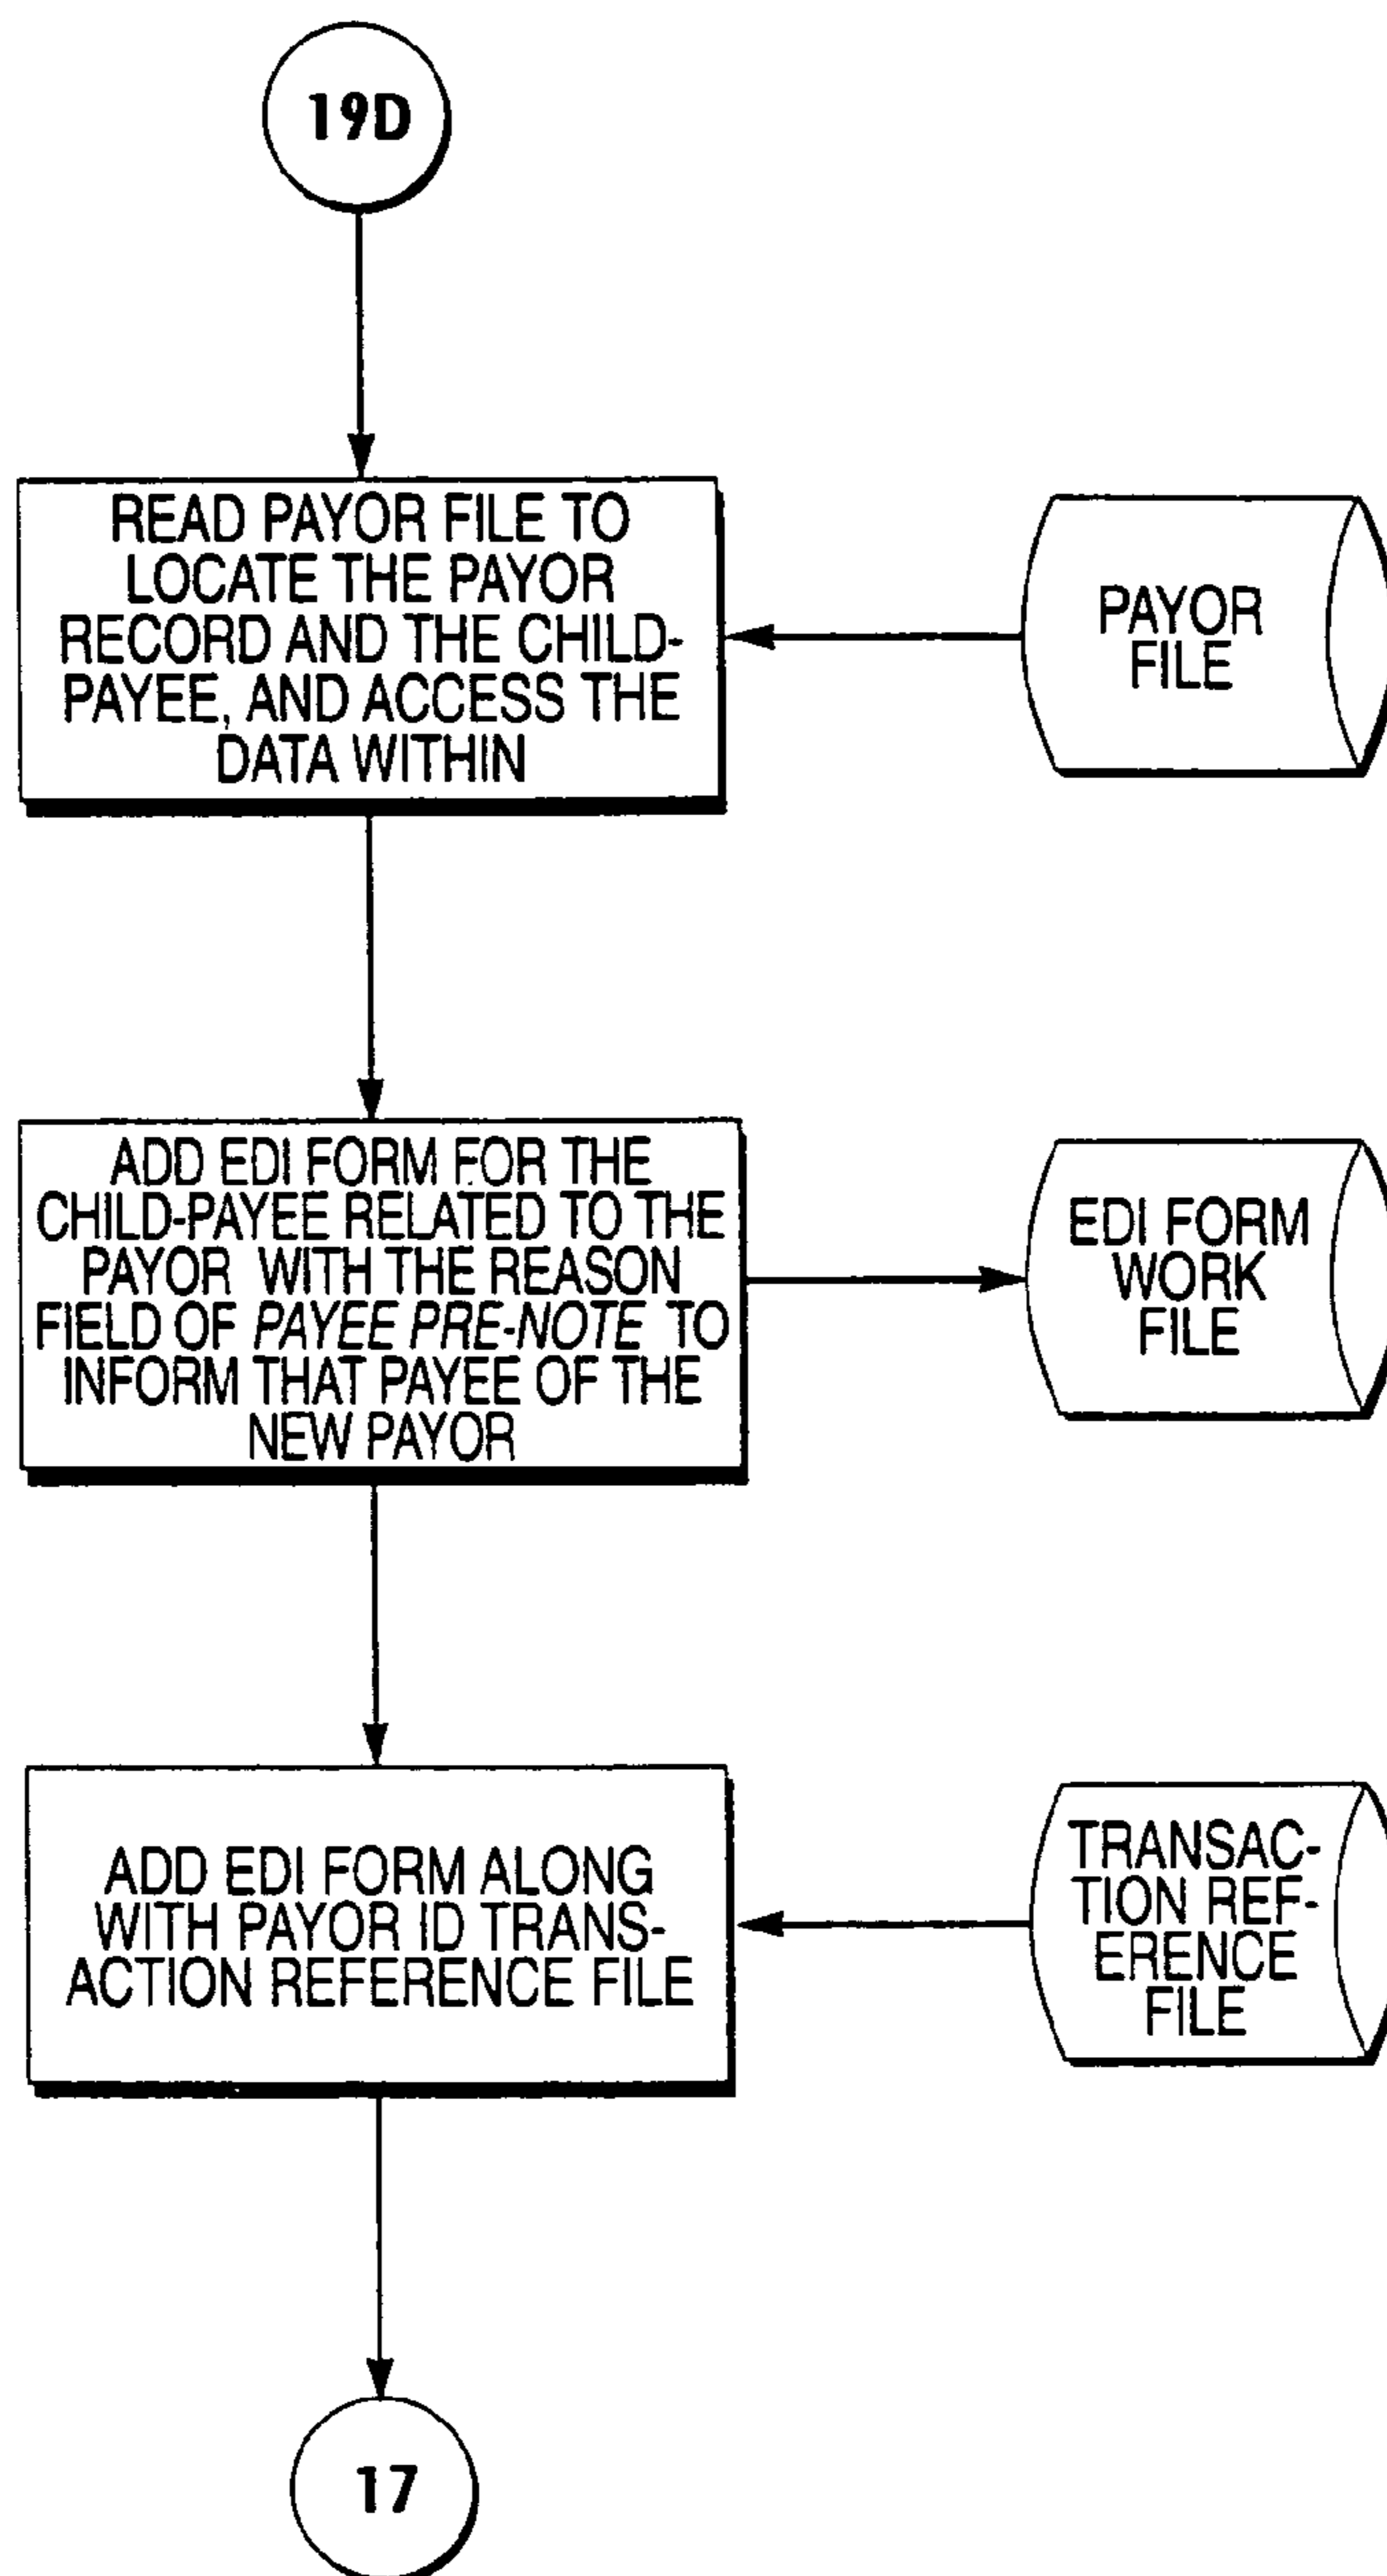 19D
READ PAYOR FILE TO
LOCATE THE PAYOR
RECORD AND THE CHILD-
PAYEE, AND ACCESS THE
DATA WITHIN
PAYOR
FILE
ADD EDI FORM FOR THE
CHILD-PAYEE RELATED TO THE
PAYOR WITH THE REASON
FIELD OF PAYEE PRE-NOTE TO
INFORM THAT PAYEE OF THE
NEW PAYOR
EDI FORM
WORK
FILE
ADD EDI FORM ALONG
WITH PAYOR ID TRANS-
ACTION REFERENCE FILE
TRANSAC-
TION REF-
ERENCE
FILE
17